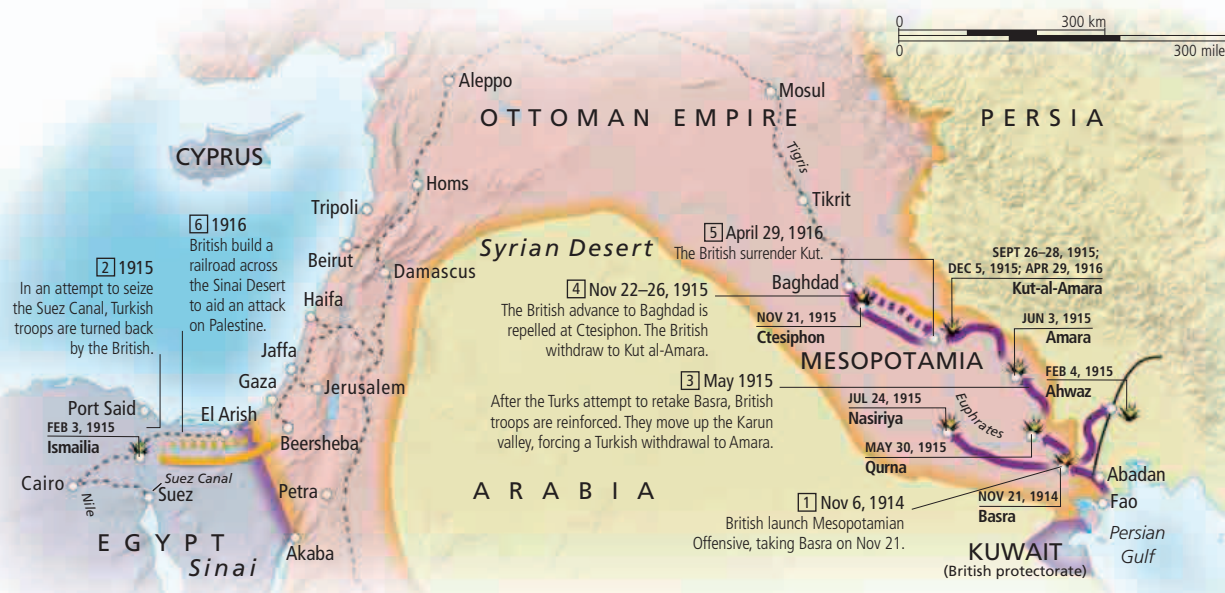 0 300 km
0 300 mile
Aleppo
Mosul
OTTOMAN EMPIRE
PERSIA
CYPRUS
Tigris
Homs
Tripoli
Tikrit
6 1916
British build a
railroad across
the Sinai Desert
to aid an attack
on Palestine.
Syrian Desert
5 April 29, 1916
The British surrender Kut.
Beirut
Damascus
2 1915
In an attempt to seize
the Suez Canal, Turkish
troops are turned back
by the British.
SEPT 26–28, 1915;
DEC 5, 1915; APR 29, 1916
Kut-al-Amara
Baghdad
4 Nov 22–26, 1915
The British advance to Baghdad is
repelled at Ctesiphon. The British
withdraw to Kut al-Amara.
Haifa
NOV 21, 1915
Ctesiphon
JUN 3, 1915
Amara
Jaffa
MESOPOTAMIA
Gaza
Jerusalem
3 May 1915
After the Turks attempt to retake Basra, British
troops are reinforced. They move up the Karun
valley, forcing a Turkish withdrawal to Amara.
FEB 4, 1915
Ahwaz
JUL 24, 1915
Nasiriya
Euphrates
Port Said
El Arish
FEB 3, 1915
Ismailia
Beersheba
MAY 30, 1915
Qurna
Cairo
Suez Canal
Suez
Nile
Petra
ARABIA
Abadan
NOV 21, 1914
Basra
Fao
1 Nov 6, 1914
British launch Mesopotamian
Offensive, taking Basra on Nov 21.
Persian
Gulf
EGYPT
Sinai
Akaba
KUWAIT
(British protectorate)